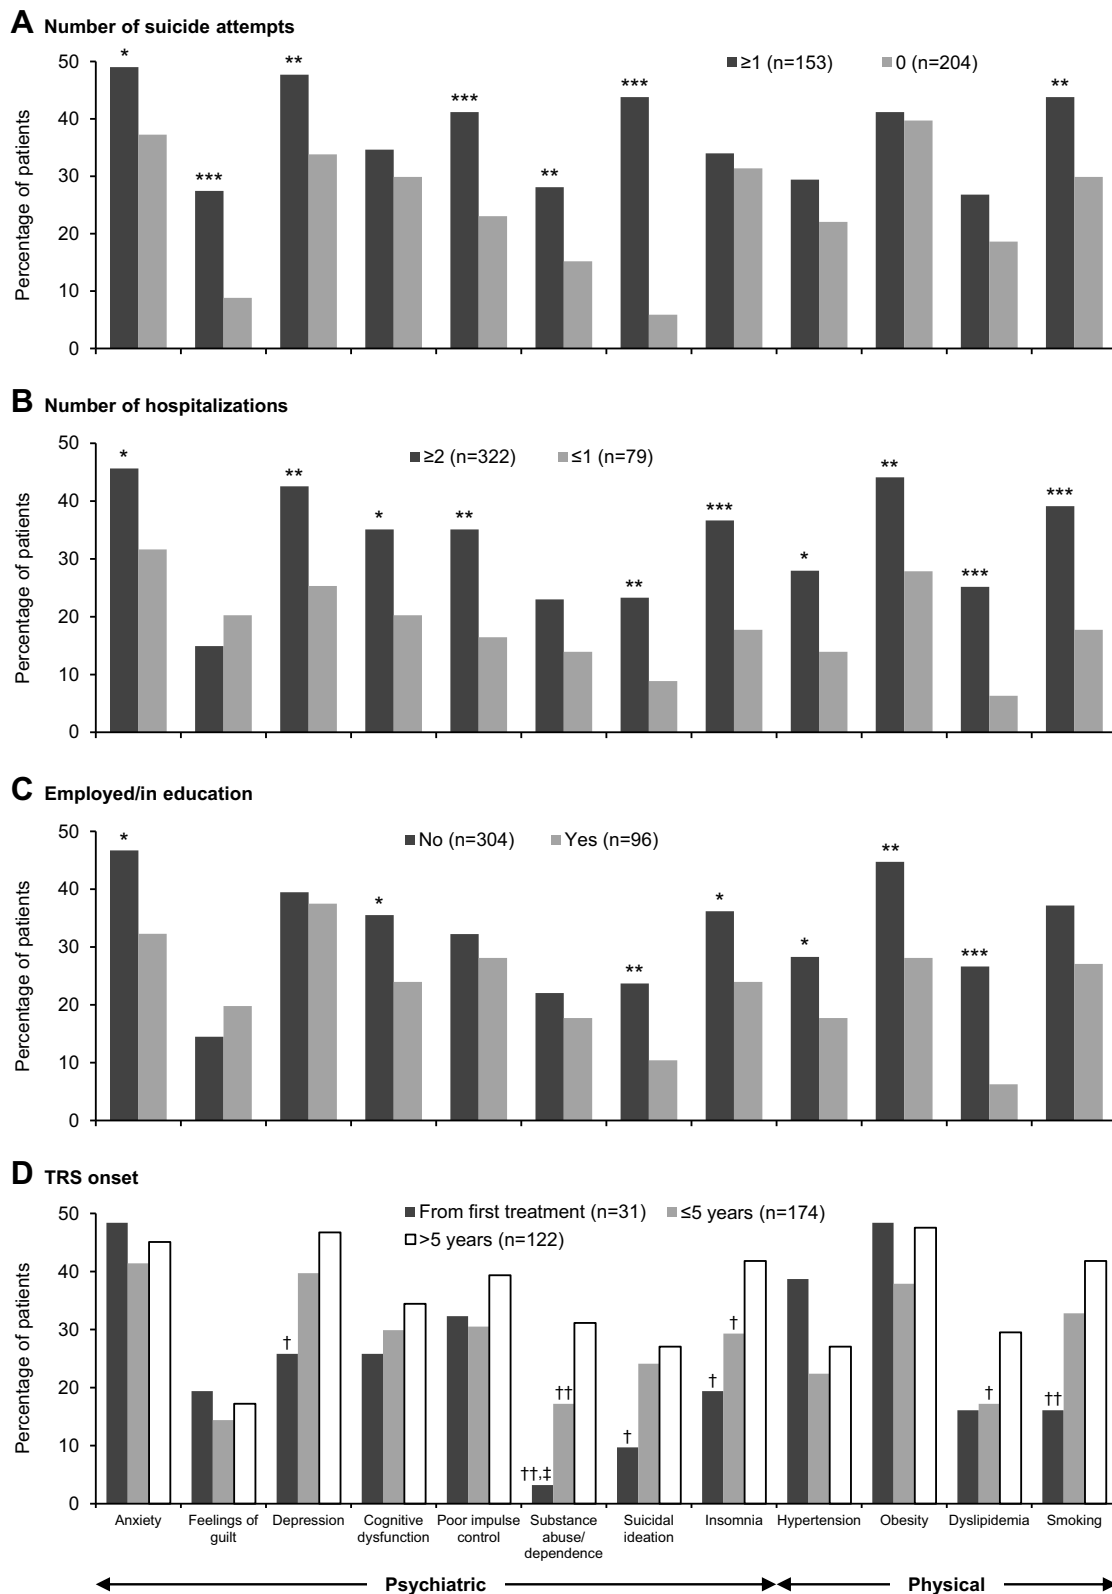 A Number of suicide attempts
≥1 (n=153) 0 (n=204)
Percentage of patients
50
40
30
20
10
0
* *** ** *** ** *** **
B Number of hospitalizations
≥2 (n=322) ≤1 (n=79)
Percentage of patients
50
40
30
20
10
0
* ** * ** ** *** * ** *** ***
C Employed/in education
No (n=304) Yes (n=96)
Percentage of patients
50
40
30
20
10
0
* * ** * * ** ***
D TRS onset
From first treatment (n=31) ≤5 years (n=174)
>5 years (n=122)
Percentage of patients
50
40
30
20
10
0
† ††,‡ †† † † † † ††
Anxiety
Feelings of
guilt
Depression
Cognitive
dysfunction
Poor impulse
control
Substance
abuse/
dependence
Suicidal
ideation
Insomnia
Hypertension
Obesity
Dyslipidemia
Smoking
Psychiatric
Physical